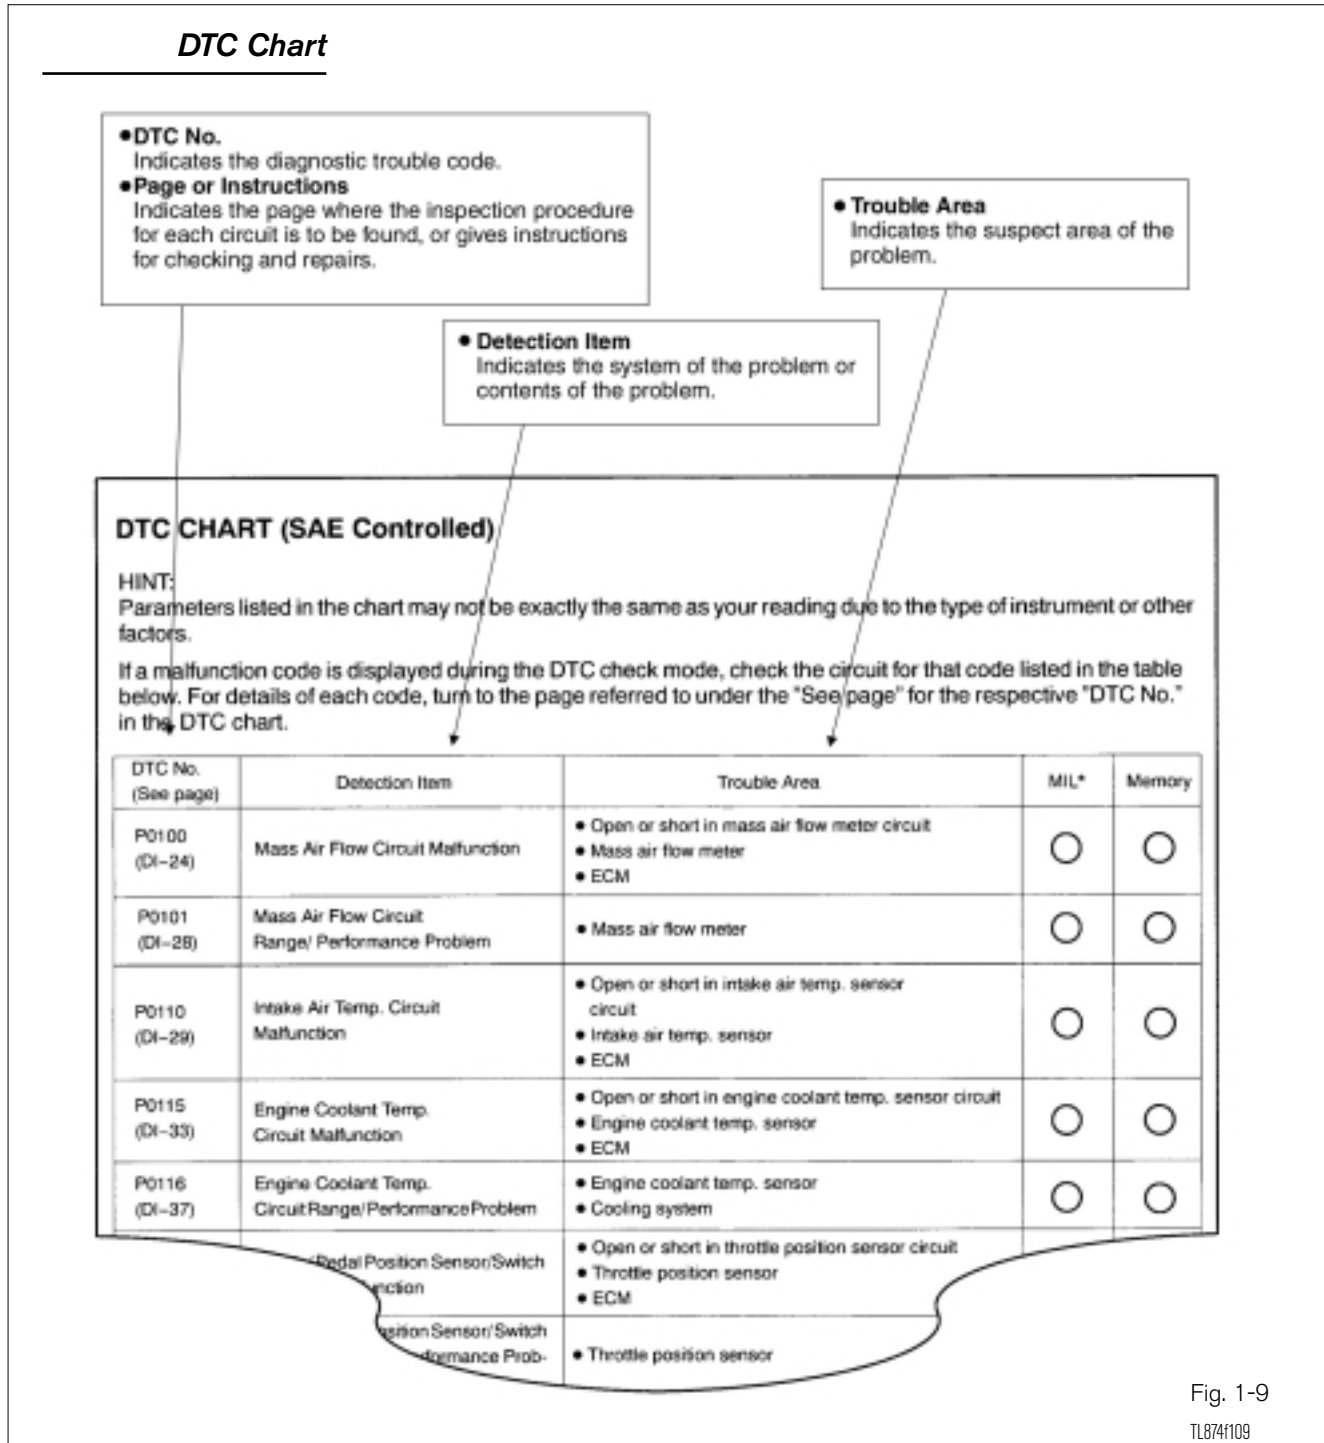 DTC Chart
●DTC No.
Indicates the diagnostic trouble code.
●Page or Instructions
Indicates the page where the inspection procedure
for each circuit is to be found, or gives instructions
for checking and repairs.
● Trouble Area
Indicates the suspect area of the
problem.
● Detection Item
Indicates the system of the problem or
contents of the problem.
DTC CHART (SAE Controlled)
HINT:
Parameters listed in the chart may not be exactly the same as your reading due to the type of instrument or other
factors.
If a malfunction code is displayed during the DTC check mode, check the circuit for that code listed in the table
below. For details of each code, turn to the page referred to under the "See page" for the respective "DTC No."
in the DTC chart.
DTC No.
(See page)
Detection Item
Trouble Area
MIL*
Memory
P0100
(DI–24)
Mass Air Flow Circuit Malfunction
● Open or short in mass air flow meter circuit
● Mass air flow meter
● ECM
P0101
(DI–28)
Mass Air Flow Circuit
Range/ Performance Problem
● Mass air flow meter
P0110
(DI–29)
Intake Air Temp. Circuit
Malfunction
● Open or short in intake air temp. sensor
circuit
● Intake air temp. sensor
● ECM
P0115
(DI–33)
Engine Coolant Temp.
Circuit Malfunction
● Open or short in engine coolant temp. sensor circuit
● Engine coolant temp. sensor
● ECM
P0116
(DI–37)
Engine Coolant Temp.
Circuit Range/ Performance Problem
● Engine coolant temp. sensor
● Cooling system
Pedal Position Sensor/Switch
nction
● Open or short in throttle position sensor circuit
● Throttle position sensor
● ECM
osition Sensor/ Switch
formance Prob-
● Throttle position sensor
Fig. 1-9
TL874f109